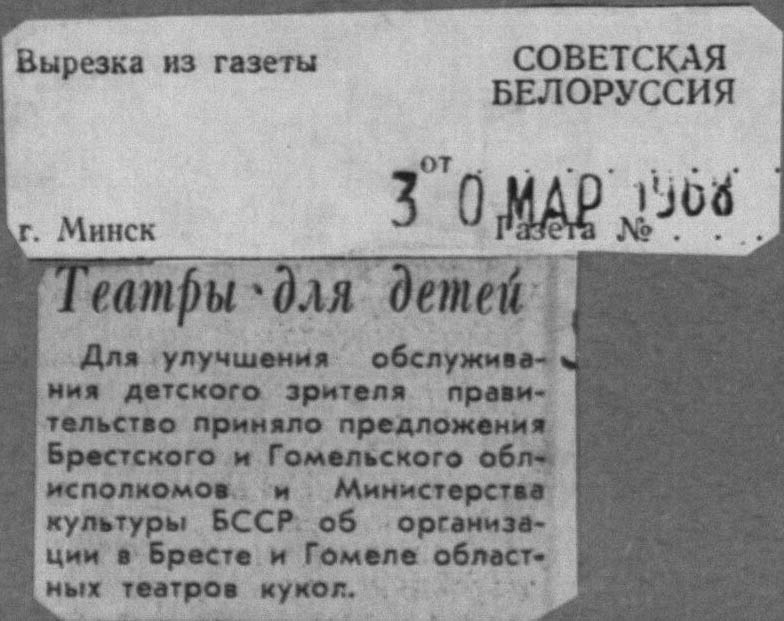 Вырезка из газеты
СОВЕТСКАЯ
БЕЛОРУССИЯ
от
30 МАР 1968
г. Минск
Газета № . . . .
Театры для детей
Для улучшения обслужива-
ния детского зрителя прави-
тельство приняло предложения
Брестского и Гомельского обл-
исполкомов и Министерства
культуры БССР об организа-
ции в Бресте и Гомеле област-
ных театров кукол.